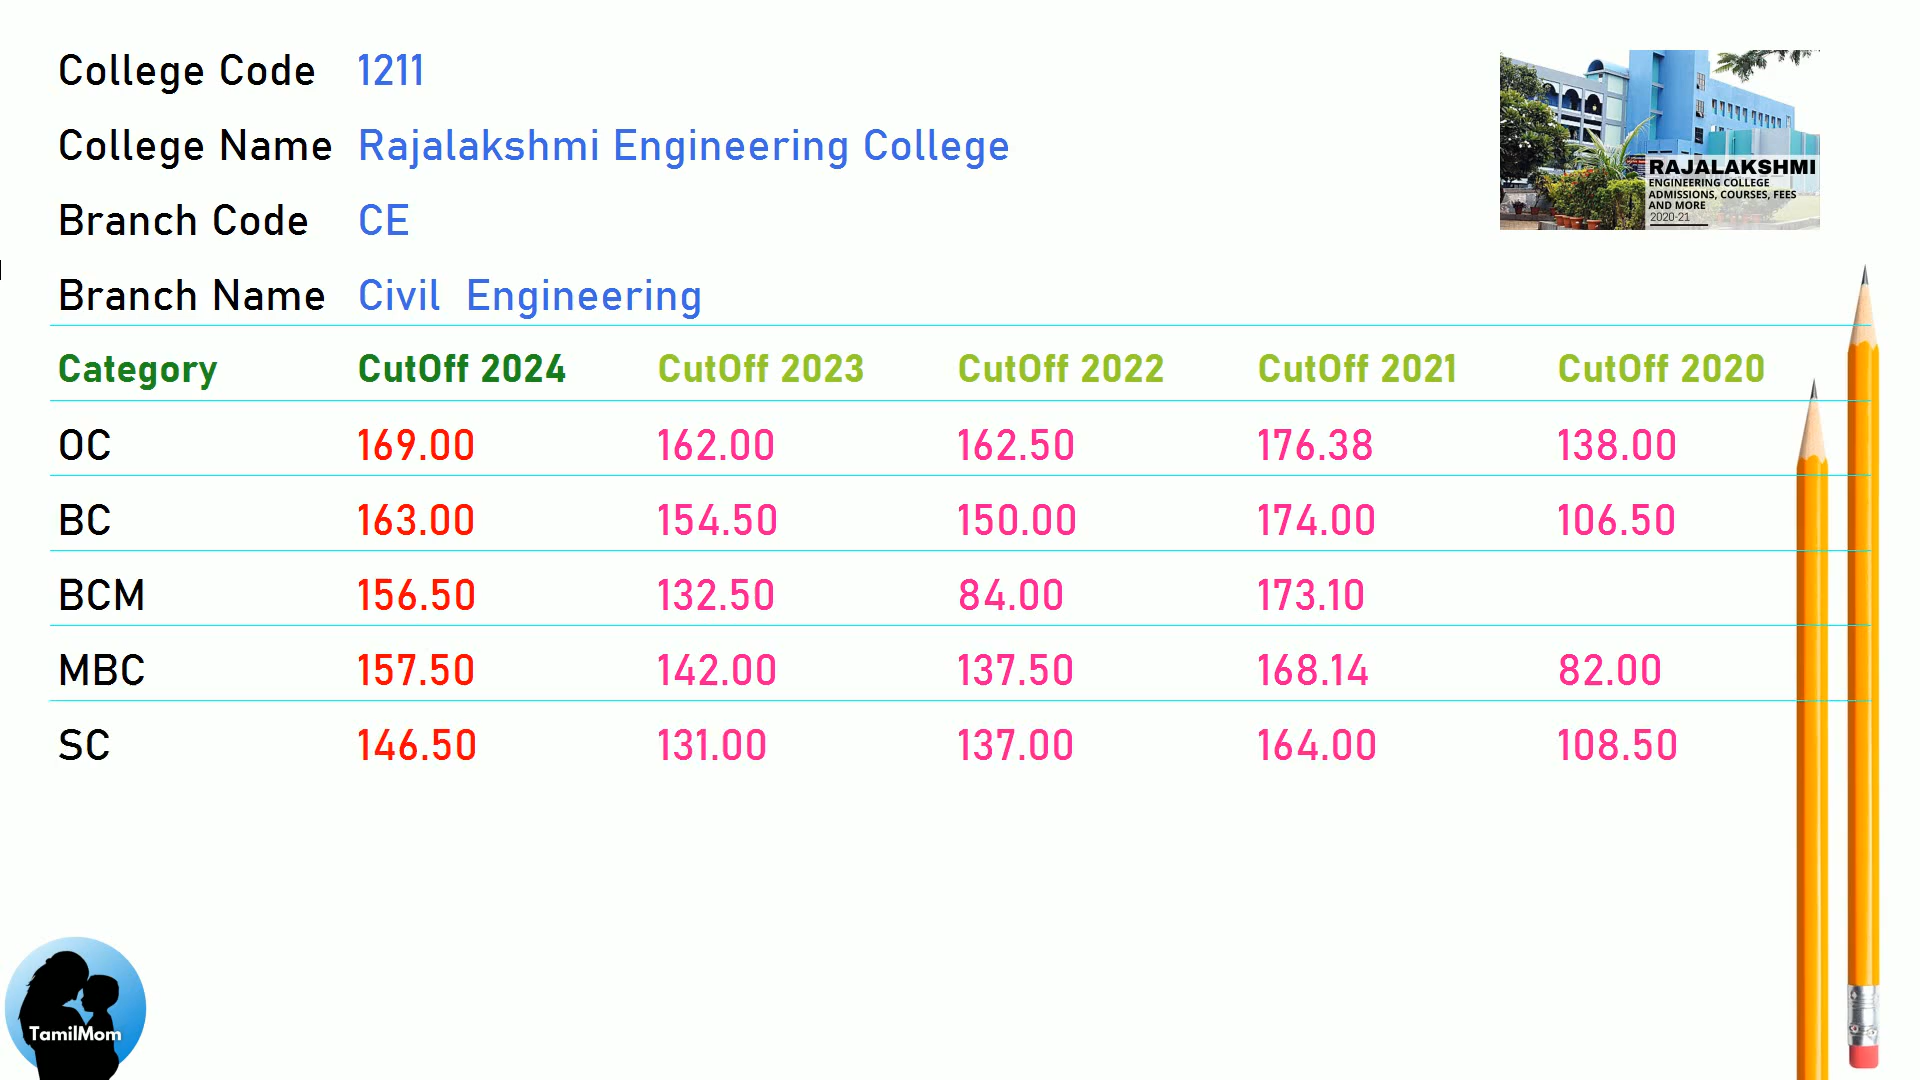 College Code 1211
College Name Rajalakshmi Engineering College
Branch Code CE
Branch Name Civil Engineering
RAJALAKSHMI
ENGINEERING COLLEGE
ADMISSIONS, COURSES, FEES
AND MORE
2020-21
Category CutOff 2024 CutOff 2023 CutOff 2022 CutOff 2021 CutOff 2020
OC 169.00 162.00 162.50 176.38 138.00
BC 163.00 154.50 150.00 174.00 106.50
BCM 156.50 132.50 84.00 173.10
MBC 157.50 142.00 137.50 168.14 82.00
SC 146.50 131.00 137.00 164.00 108.50
TamilMom